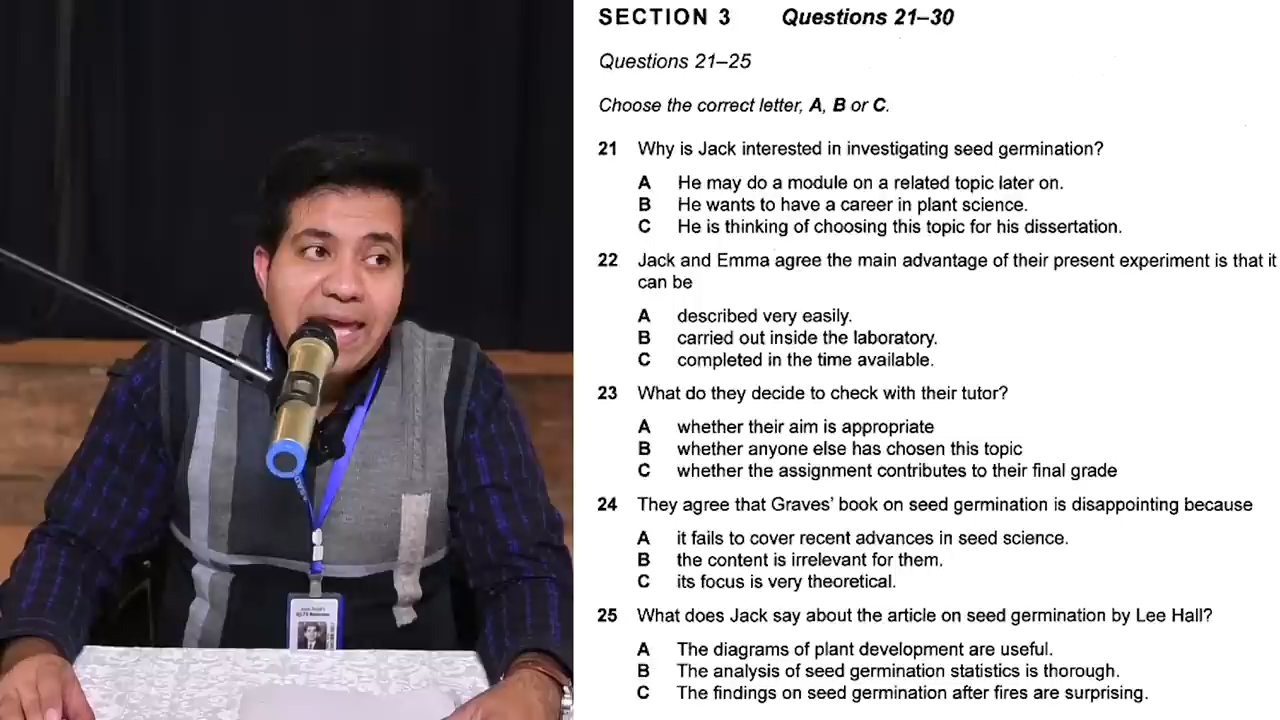 SECTION 3 Questions 21–30
Questions 21–25
Choose the correct letter, A, B or C.
21 Why is Jack interested in investigating seed germination?
A He may do a module on a related topic later on.
B He wants to have a career in plant science.
C He is thinking of choosing this topic for his dissertation.
22 Jack and Emma agree the main advantage of their present experiment is that it
can be
A described very easily.
B carried out inside the laboratory.
C completed in the time available.
23 What do they decide to check with their tutor?
A whether their aim is appropriate
B whether anyone else has chosen this topic
C whether the assignment contributes to their final grade
24 They agree that Graves' book on seed germination is disappointing because
A it fails to cover recent advances in seed science.
B the content is irrelevant for them.
C its focus is very theoretical.
25 What does Jack say about the article on seed germination by Lee Hall?
A The diagrams of plant development are useful.
B The analysis of seed germination statistics is thorough.
C The findings on seed germination after fires are surprising.